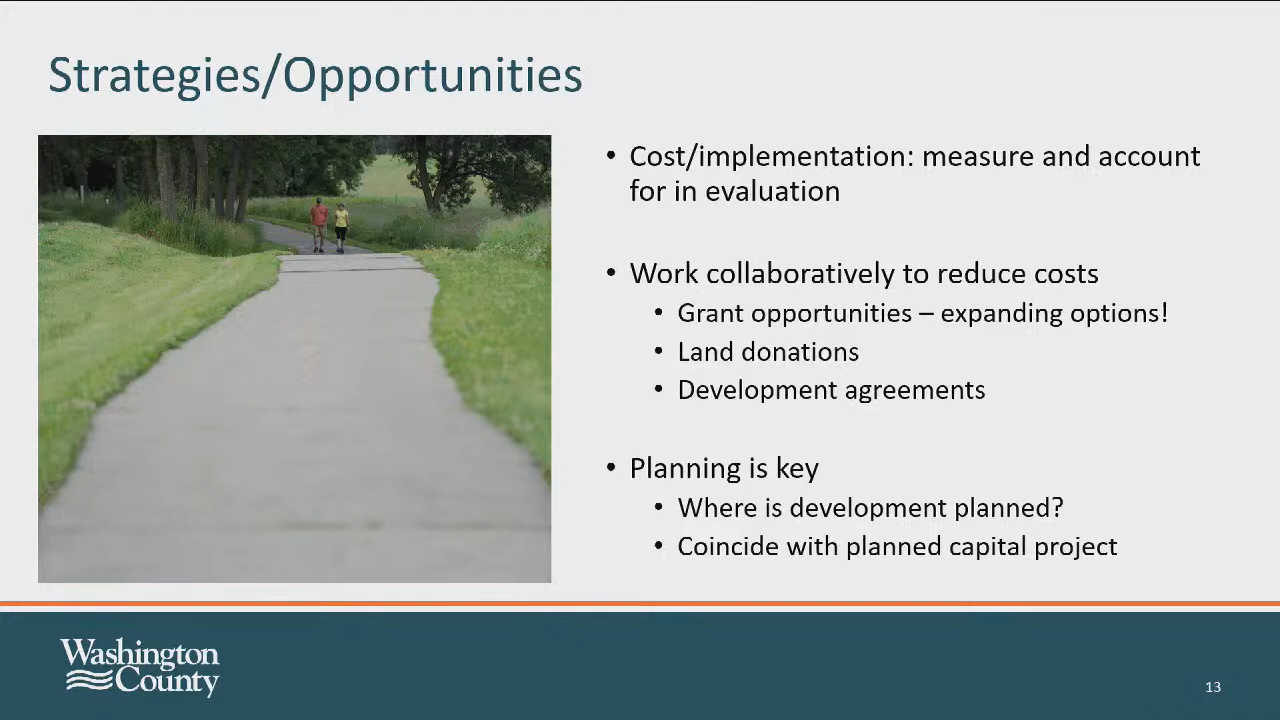 Strategies/Opportunities
• Cost/implementation: measure and account
for in evaluation
• Work collaboratively to reduce costs
• Grant opportunities – expanding options!
• Land donations
• Development agreements
• Planning is key
• Where is development planned?
• Coincide with planned capital project
Washington
County
13